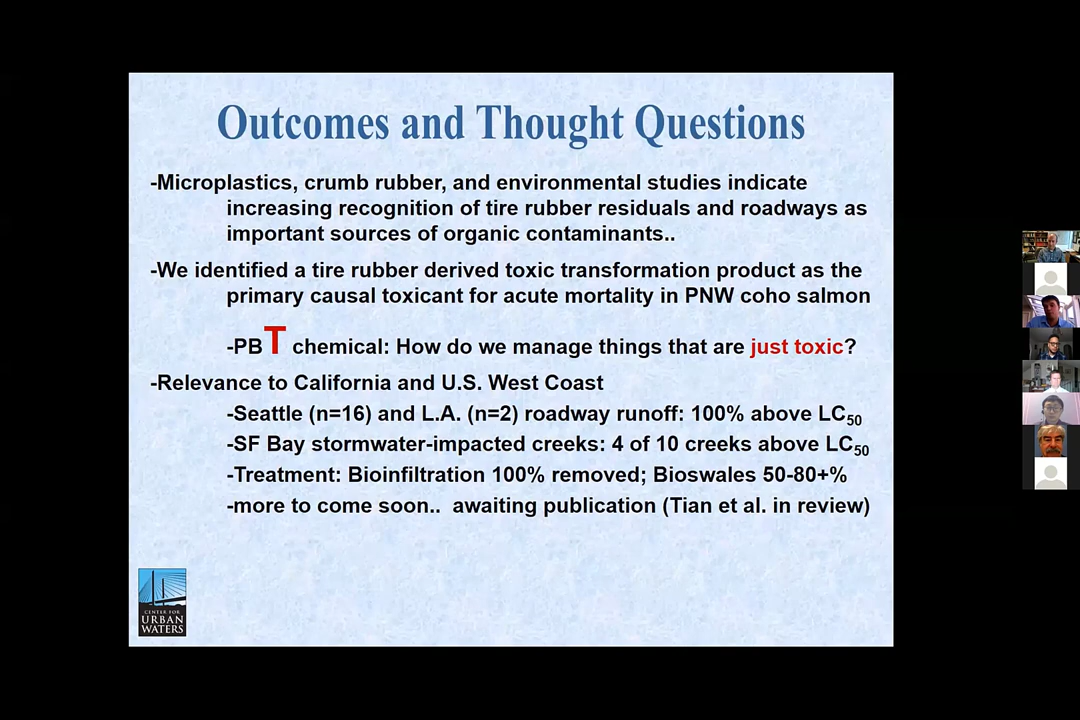 Outcomes and Thought Questions
-Microplastics, crumb rubber, and environmental studies indicate
increasing recognition of tire rubber residuals and roadways as
important sources of organic contaminants..
-We identified a tire rubber derived toxic transformation product as the
primary causal toxicant for acute mortality in PNW coho salmon
-PBT chemical: How do we manage things that are just toxic?
-Relevance to California and U.S. West Coast
-Seattle (n=16) and L.A. (n=2) roadway runoff: 100% above LC50
-SF Bay stormwater-impacted creeks: 4 of 10 creeks above LC50
-Treatment: Bioinfiltration 100% removed; Bioswales 50-80+%
-more to come soon.. awaiting publication (Tian et al. in review)
CENTER FOR
URBAN
WATERS